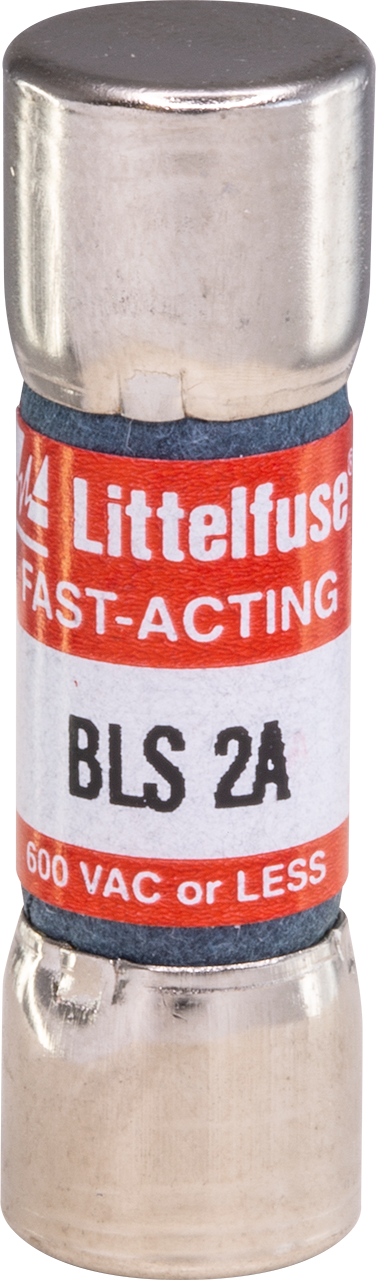 Littelfuse®
FAST-ACTING
BLS 2A
600 VAC or LESS